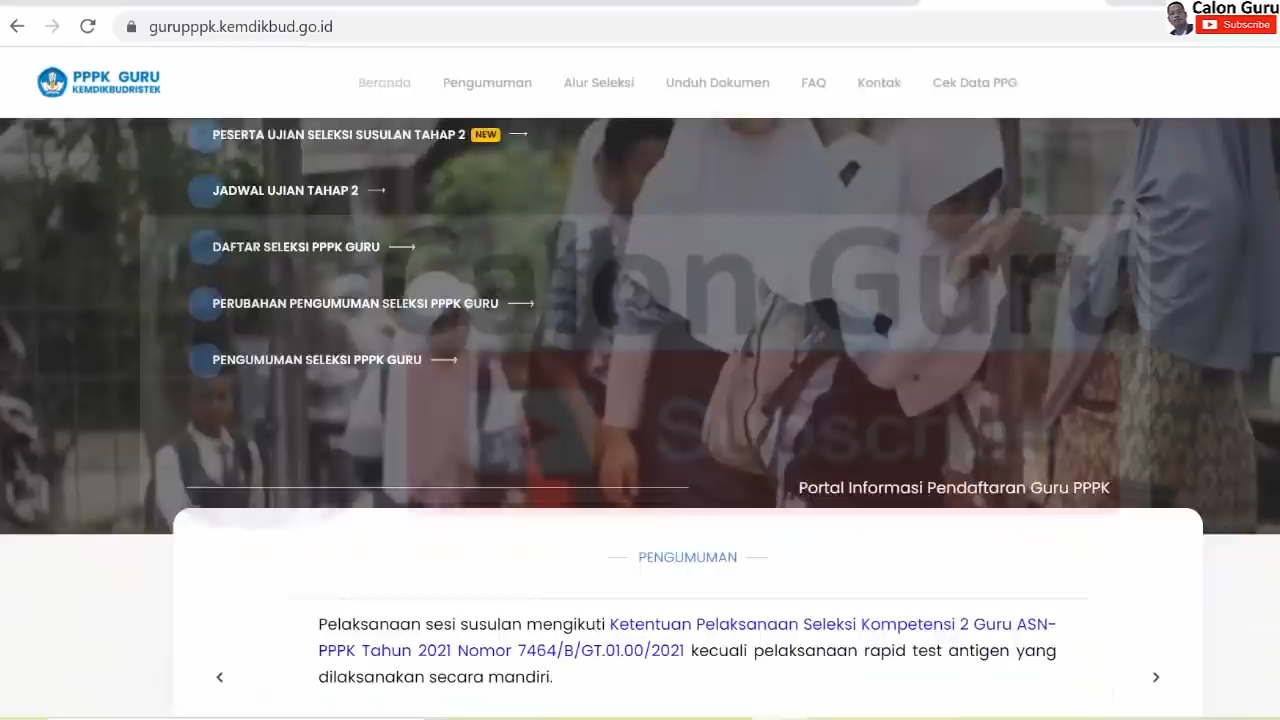 Calon Guru
Subscribe
gurupppk.kemdikbud.go.id
PPPK GURU
KEMDIKBUDRISTEK
Beranda
Pengumuman
Alur Seleksi
Unduh Dokumen
FAQ
Kontak
Cek Data PPG
PESERTA UJIAN SELEKSI SUSULAN TAHAP 2 NEW
JADWAL UJIAN TAHAP 2
DAFTAR SELEKSI PPPK GURU
PERUBAHAN PENGUMUMAN SELEKSI PPPK GURU
PENGUMUMAN SELEKSI PPPK GURU
Calon Guru
Subscribe
Portal Informasi Pendaftaran Guru PPPK
PENGUMUMAN
Pelaksanaan sesi susulan mengikuti Ketentuan Pelaksanaan Seleksi Kompetensi 2 Guru ASN-
PPPK Tahun 2021 Nomor 7464/B/GT.01.00/2021 kecuali pelaksanaan rapid test antigen yang
dilaksanakan secara mandiri.